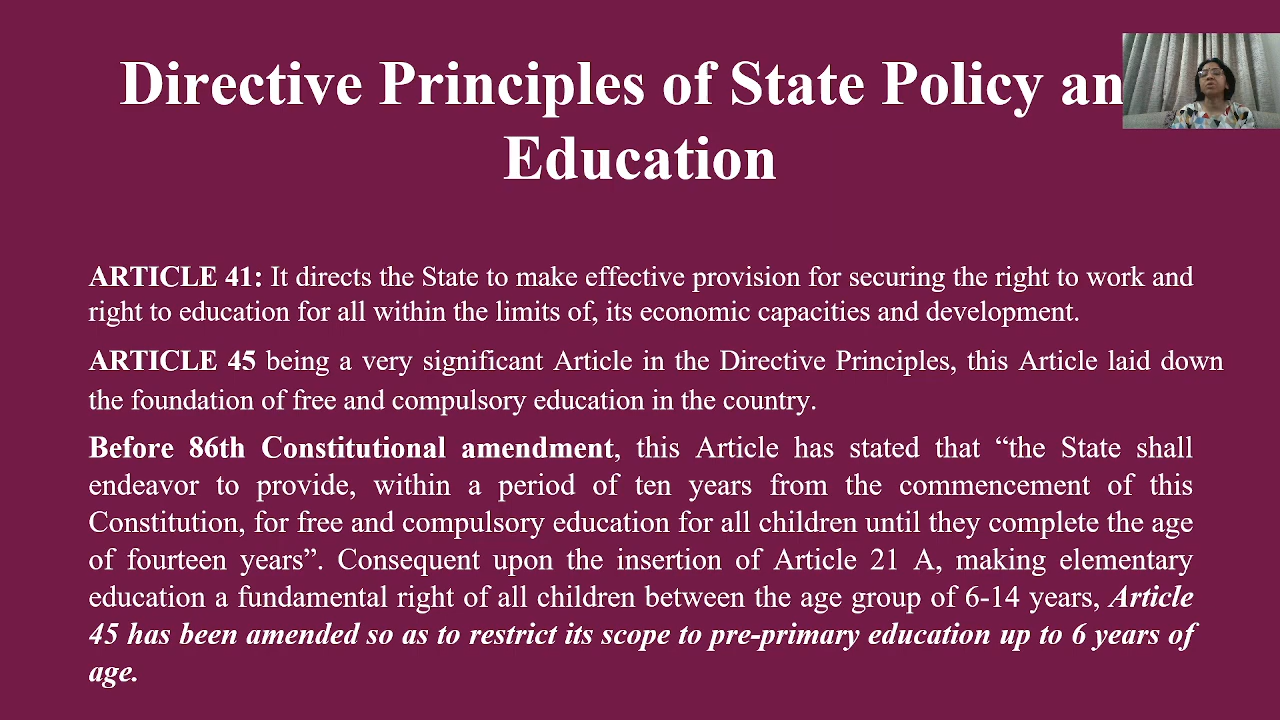 Directive Principles of State Policy an
Education
ARTICLE 41: It directs the State to make effective provision for securing the right to work and
right to education for all within the limits of, its economic capacities and development.
ARTICLE 45 being a very significant Article in the Directive Principles, this Article laid down
the foundation of free and compulsory education in the country.
Before 86th Constitutional amendment, this Article has stated that “the State shall
endeavor to provide, within a period of ten years from the commencement of this
Constitution, for free and compulsory education for all children until they complete the age
of fourteen years”. Consequent upon the insertion of Article 21 A, making elementary
education a fundamental right of all children between the age group of 6-14 years, Article
45 has been amended so as to restrict its scope to pre-primary education up to 6 years of
age.